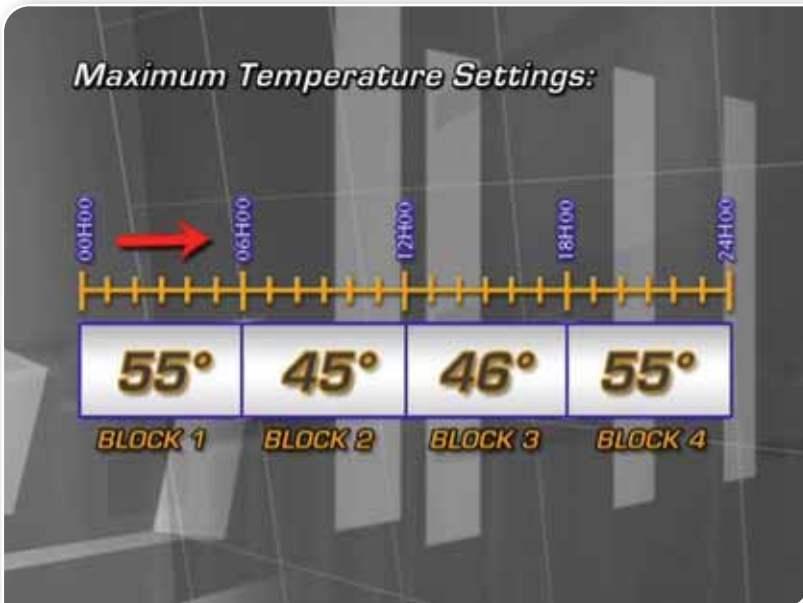 Maximum Temperature Settings:
00H00 06H00 12H00 18H00 24H00
55° 45° 46° 55°
BLOCK 1 BLOCK 2 BLOCK 3 BLOCK 4